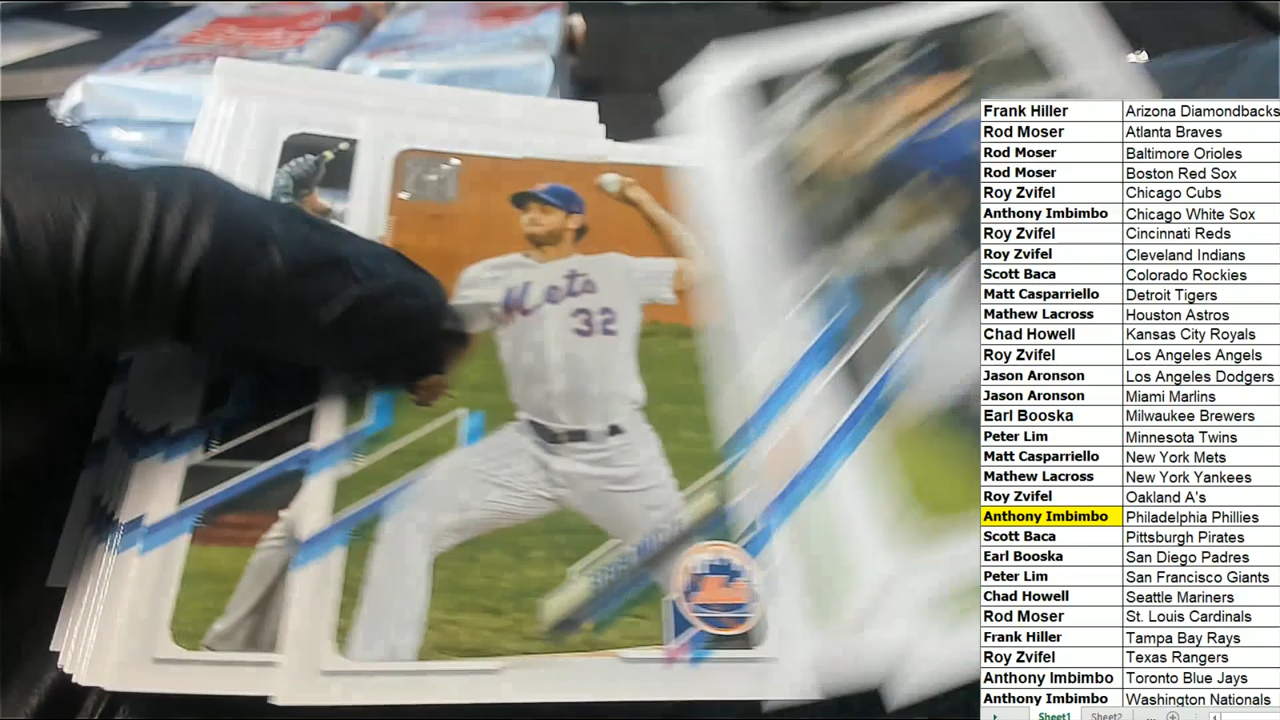 Mets
32
Frank Hiller Arizona Diamondbacks
Rod Moser Atlanta Braves
Rod Moser Baltimore Orioles
Rod Moser Boston Red Sox
Roy Zvifel Chicago Cubs
Anthony Imbimbo Chicago White Sox
Roy Zvifel Cincinnati Reds
Roy Zvifel Cleveland Indians
Scott Baca Colorado Rockies
Matt Casparriello Detroit Tigers
Mathew Lacross Houston Astros
Chad Howell Kansas City Royals
Roy Zvifel Los Angeles Angels
Jason Aronson Los Angeles Dodgers
Jason Aronson Miami Marlins
Earl Booska Milwaukee Brewers
Peter Lim Minnesota Twins
Matt Casparriello New York Mets
Mathew Lacross New York Yankees
Roy Zvifel Oakland A's
Anthony Imbimbo Philadelphia Phillies
Scott Baca Pittsburgh Pirates
Earl Booska San Diego Padres
Peter Lim San Francisco Giants
Chad Howell Seattle Mariners
Rod Moser St. Louis Cardinals
Frank Hiller Tampa Bay Rays
Roy Zvifel Texas Rangers
Anthony Imbimbo Toronto Blue Jays
Anthony Imbimbo Washington Nationals
Sheet1 Sheet2 ...